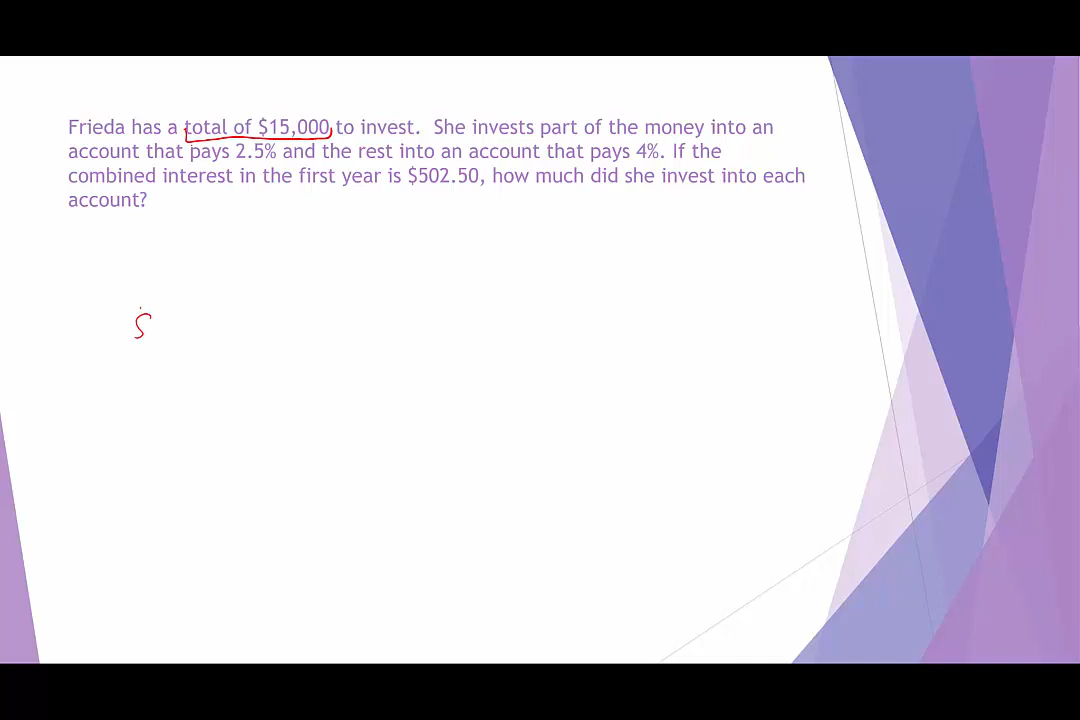 Frieda has a total of $15,000 to invest.  She invests part of the money into an
account that pays 2.5% and the rest into an account that pays 4%. If the
combined interest in the first year is $502.50, how much did she invest into each
account?